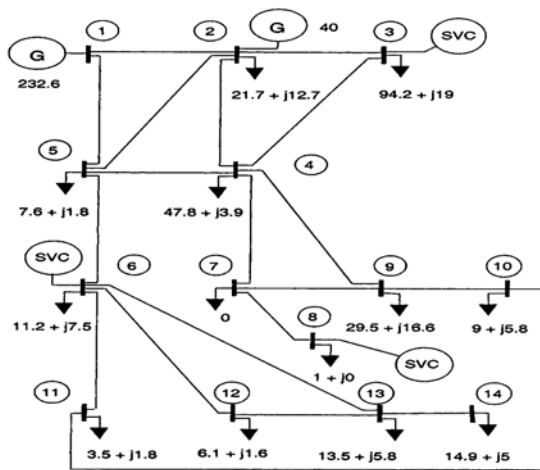 1 2 G 40 3 SVC
G
232.6 21.7 + j12.7 94.2 + j19
5 4
7.6 + j1.8 47.8 + j3.9
SVC 6 7 9 10
11.2 + j7.5 0 8 29.5 + j16.6 9 + j5.8
1 + j0 SVC
11 12 13 14
3.5 + j1.8 6.1 + j1.6 13.5 + j5.8 14.9 + j5